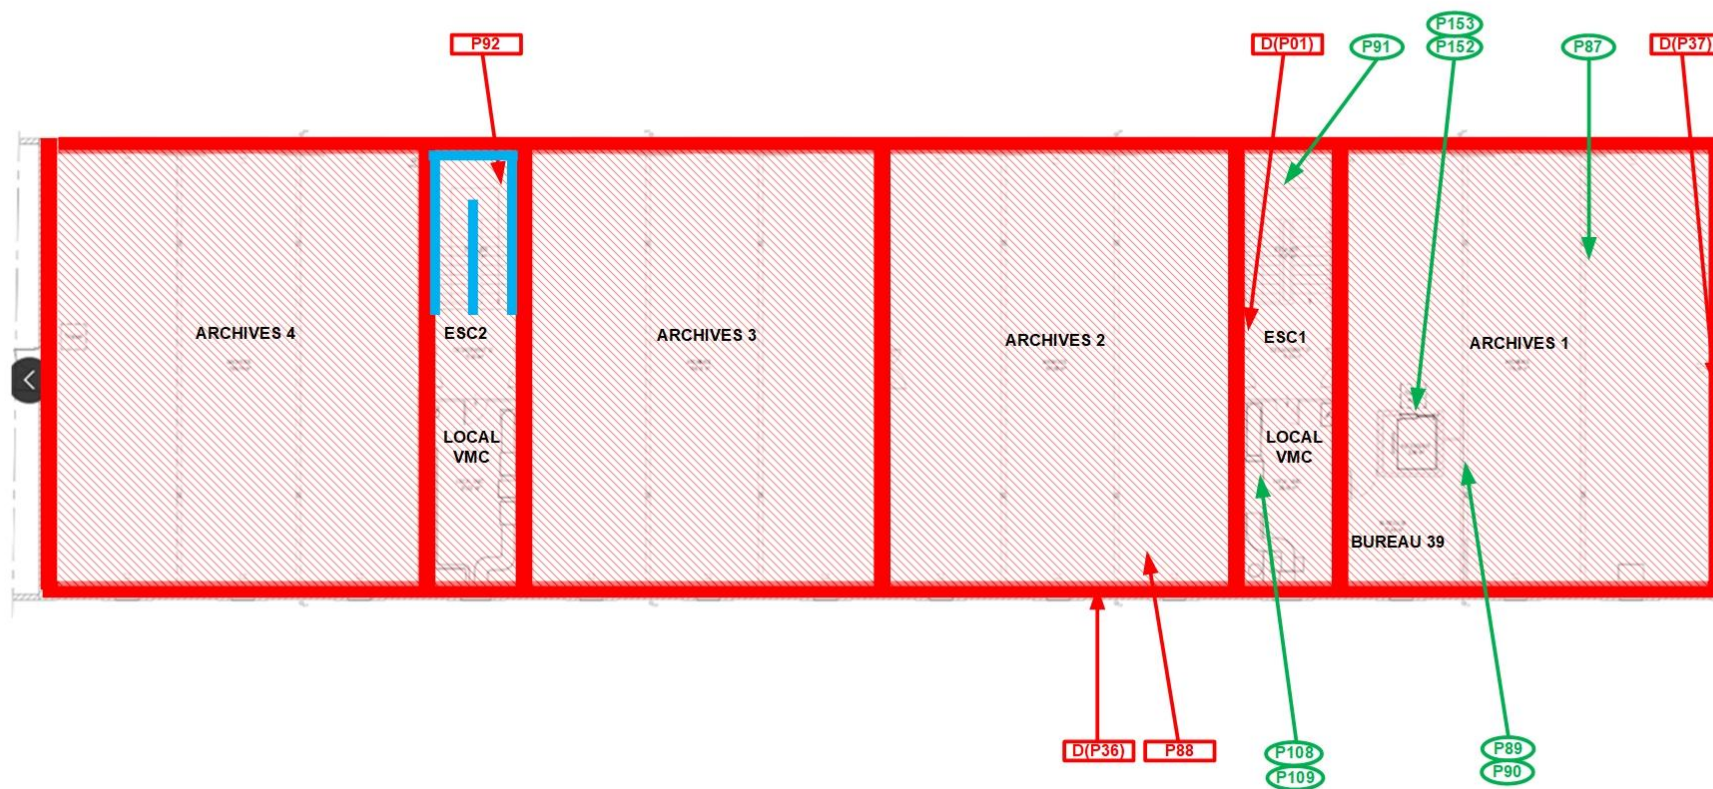 P153
P92
D(P01)
P91
P152
P87
D(P37)
ARCHIVES 4
ESC2
ARCHIVES 3
ARCHIVES 2
ESC1
ARCHIVES 1
LOCAL
VMC
LOCAL
VMC
BUREAU 39
D(P36)
P88
P108
P109
P89
P90